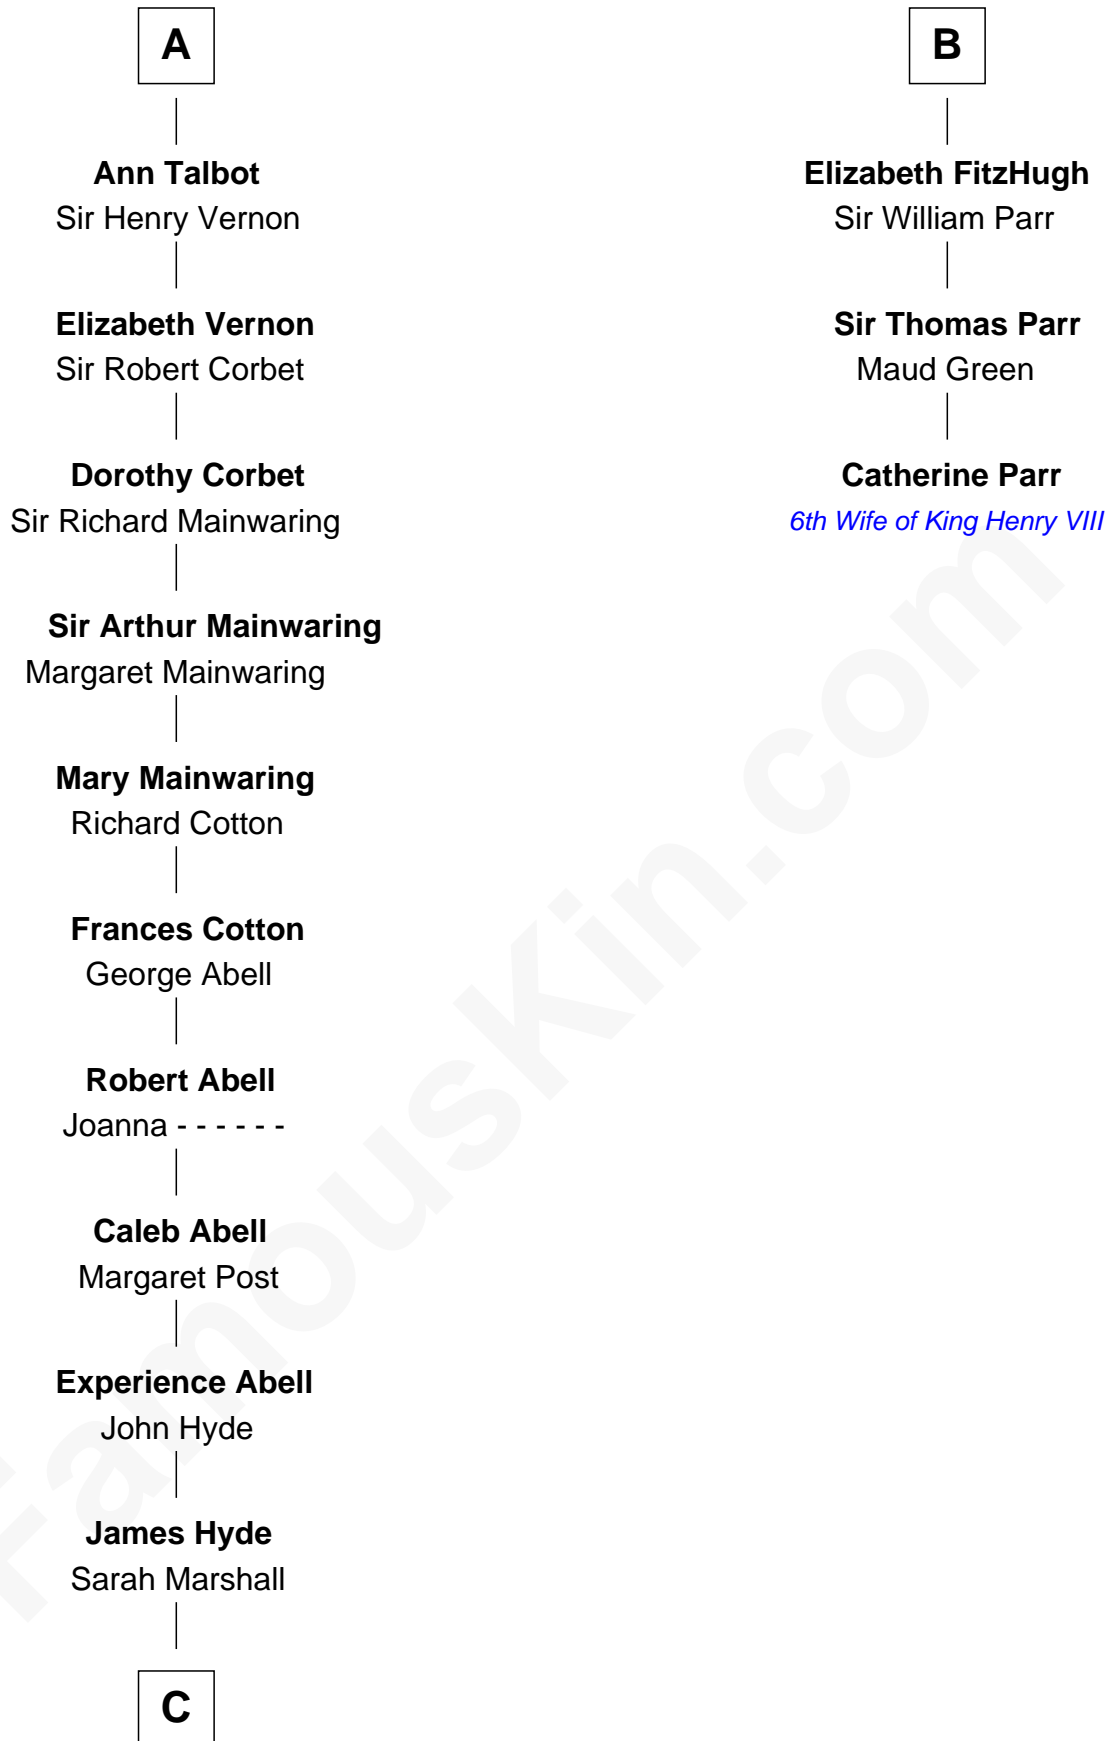 A
Ann Talbot
Sir Henry Vernon
Elizabeth Vernon
Sir Robert Corbet
Dorothy Corbet
Sir Richard Mainwaring
Sir Arthur Mainwaring
Margaret Mainwaring
Mary Mainwaring
Richard Cotton
Frances Cotton
George Abell
Robert Abell
Joanna - - - - - -
Caleb Abell
Margaret Post
Experience Abell
John Hyde
James Hyde
Sarah Marshall
C
B
Elizabeth FitzHugh
Sir William Parr
Sir Thomas Parr
Maud Green
Catherine Parr
6th Wife of King Henry VIII
FamousKin.com